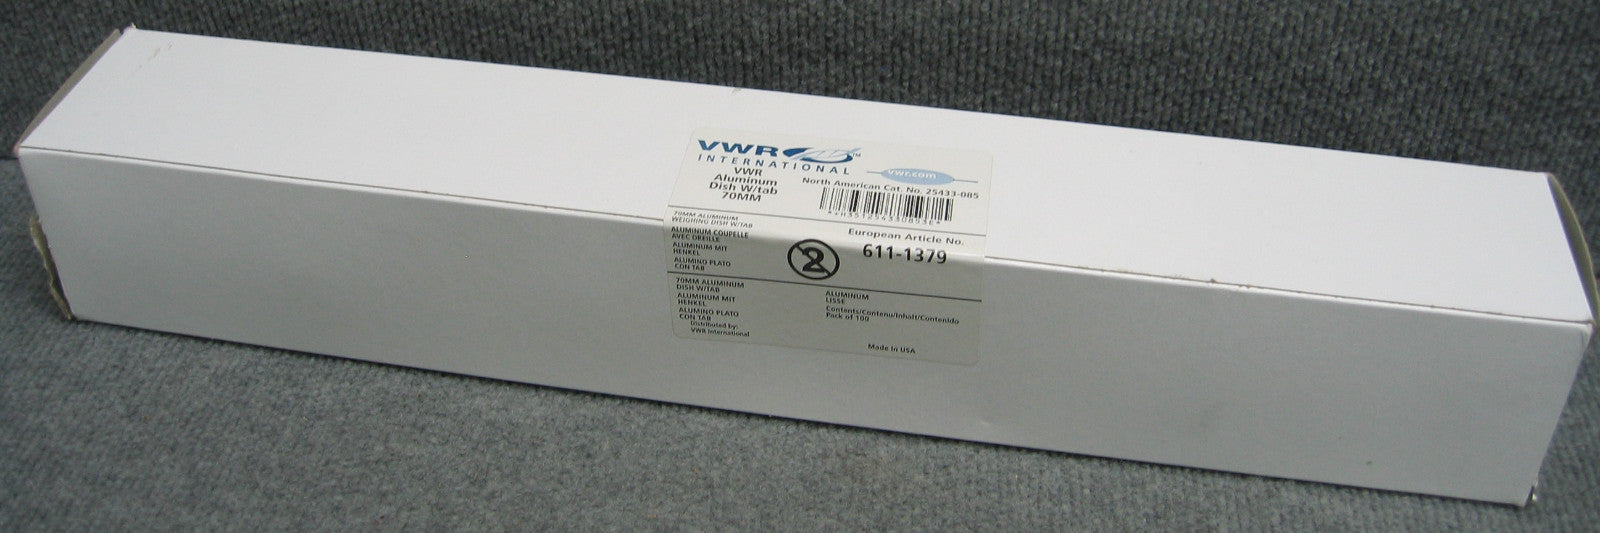 VWR
INTERNATIONAL
TM
vwr.com
VWR
Aluminum
Dish W/tab
70MM
North American Cat. No. 25433-085
*+H351254330853E*
70MM ALUMINUM
WEIGHING DISH W/TAB
ALUMINUM COUPELLE
AVEC OREILLE
ALUMINUM MIT
HENKEL
ALUMINO PLATO
CON TAB
European Article No.
611-1379
2
70MM ALUMINUM
DISH W/TAB
ALUMINUM MIT
HENKEL
ALUMINO PLATO
CON TAB
Distributed by:
VWR International
ALUMINUM
LISSE
Contents/Contenu/Inhalt/Contenido
Pack of 100
Made in USA